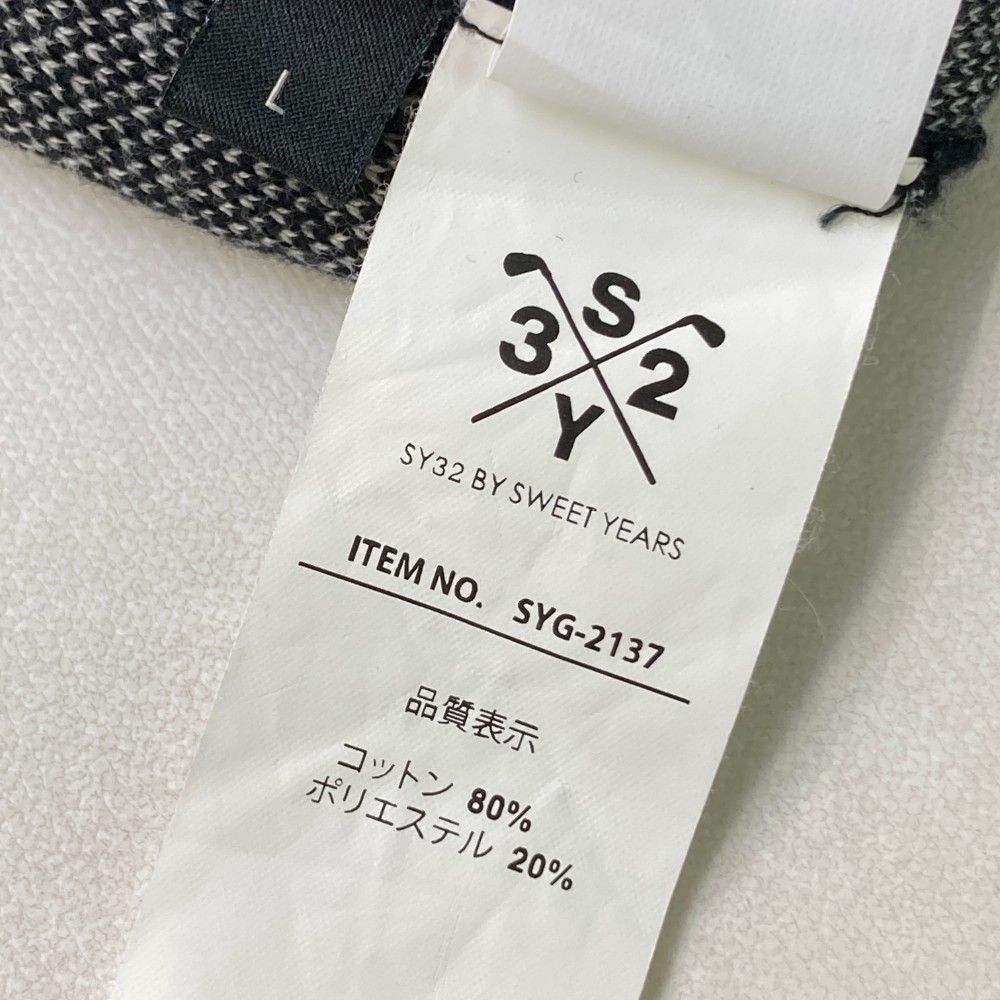 L
S
3 2
Y
SY32 BY SWEET YEARS
ITEM NO. SYG-2137
品質表示
コットン 80%
ポリエステル 20%